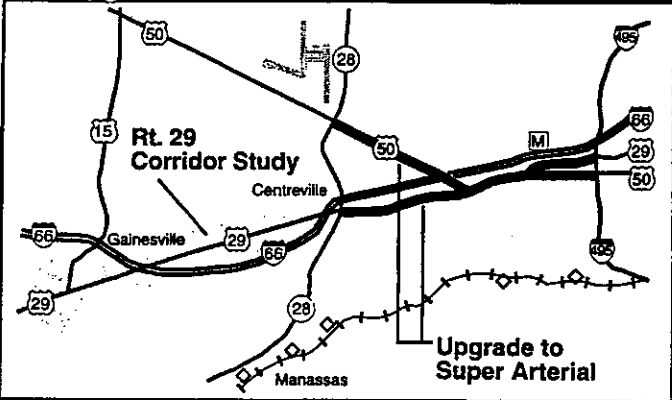 50
28
495
15
Rt. 29
Corridor Study
50
M
66
29
50
Centreville
66
Gainesville
29
66
495
29
28
Upgrade to
Super Arterial
Manassas